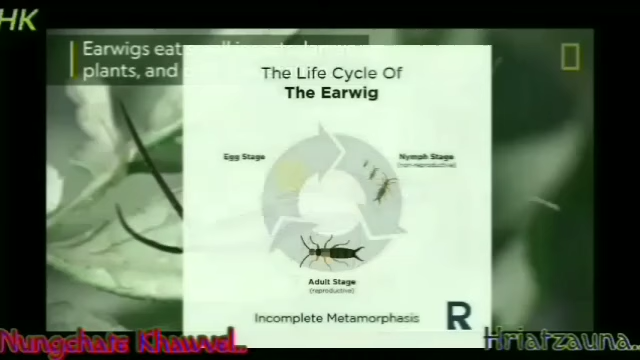 HK
Earwigs eat
plants, and
The Life Cycle Of
The Earwig
Egg Stage
Nymph Stage
(non-reproductive)
Adult Stage
(reproductive)
Incomplete Metamorphosis
R
Nungchate Khawvel..
Hriatzauna.